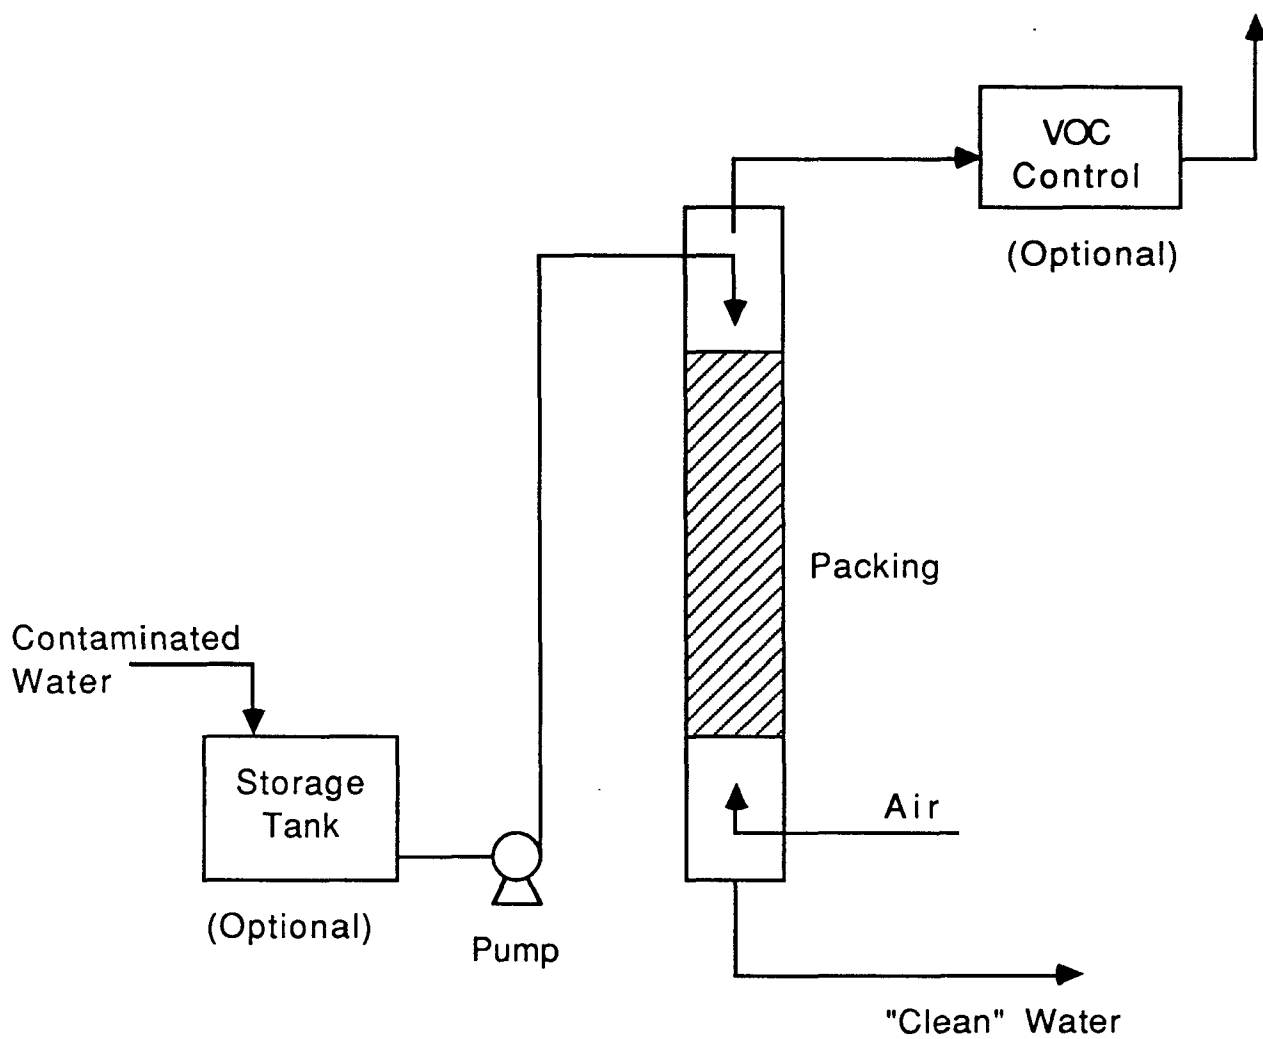 VOC
Control
(Optional)
Packing
Contaminated
Water
Storage
Tank
(Optional)
Pump
Air
"Clean" Water